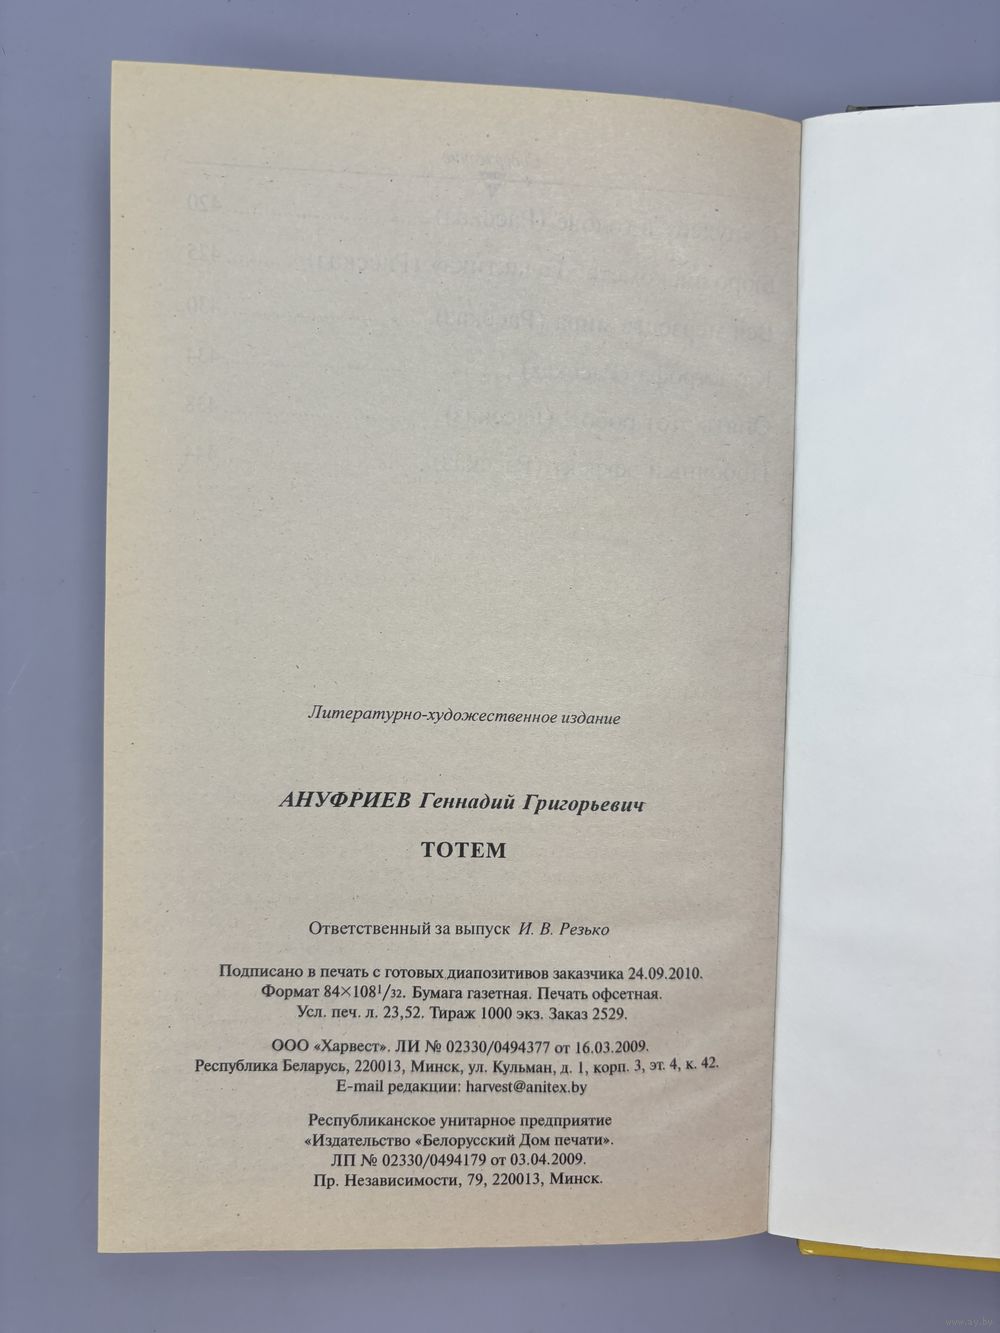 Литературно-художественное издание
АНУФРИЕВ Геннадий Григорьевич
ТОТЕМ
Ответственный за выпуск И. В. Резько
Подписано в печать с готовых диапозитивов заказчика 24.09.2010.
Формат 84×108¹/₃₂. Бумага газетная. Печать офсетная.
Усл. печ. л. 23,52. Тираж 1000 экз. Заказ 2529.
ООО «Харвест». ЛИ № 02330/0494377 от 16.03.2009.
Республика Беларусь, 220013, Минск, ул. Кульман, д. 1, корп. 3, эт. 4, к. 42.
E-mail редакции: harvest@anitex.by
Республиканское унитарное предприятие
«Издательство «Белорусский Дом печати».
ЛП № 02330/0494179 от 03.04.2009.
Пр. Независимости, 79, 220013, Минск.
www.ay.by